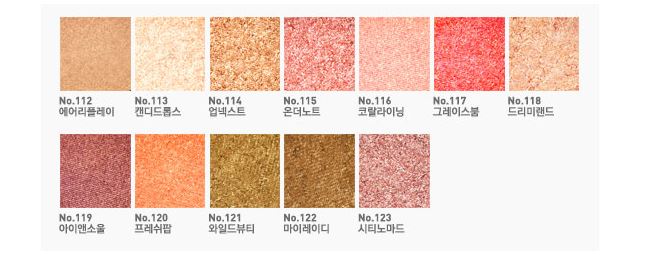 No.112 No.113 No.114 No.115 No.116 No.117 No.118
에어리플레이 캔디드롭스 업넥스트 온더노트 코랄라이닝 그레이스붐 드리미랜드
No.119 No.120 No.121 No.122 No.123
아이앤소울 프레쉬팝 와일드뷰티 마이레이디 시티노마드